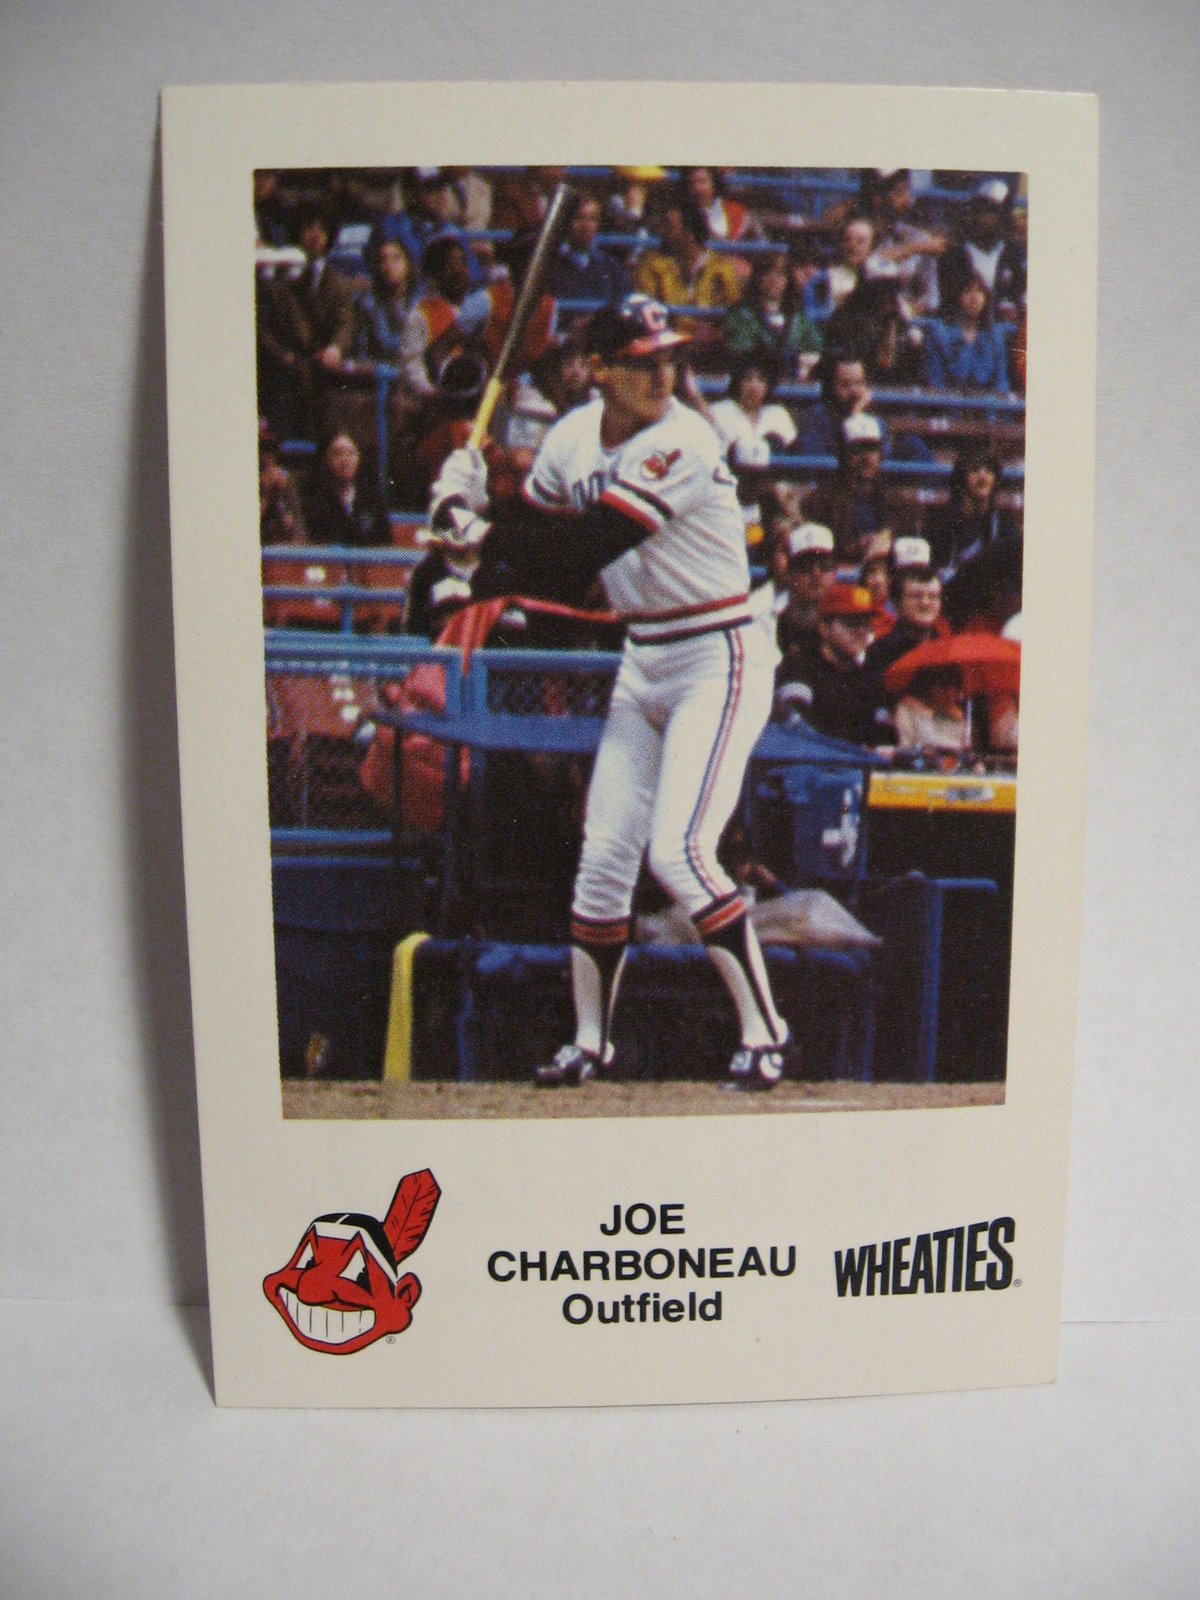 C
JOE
CHARBONEAU
Outfield
WHEATIES®
®